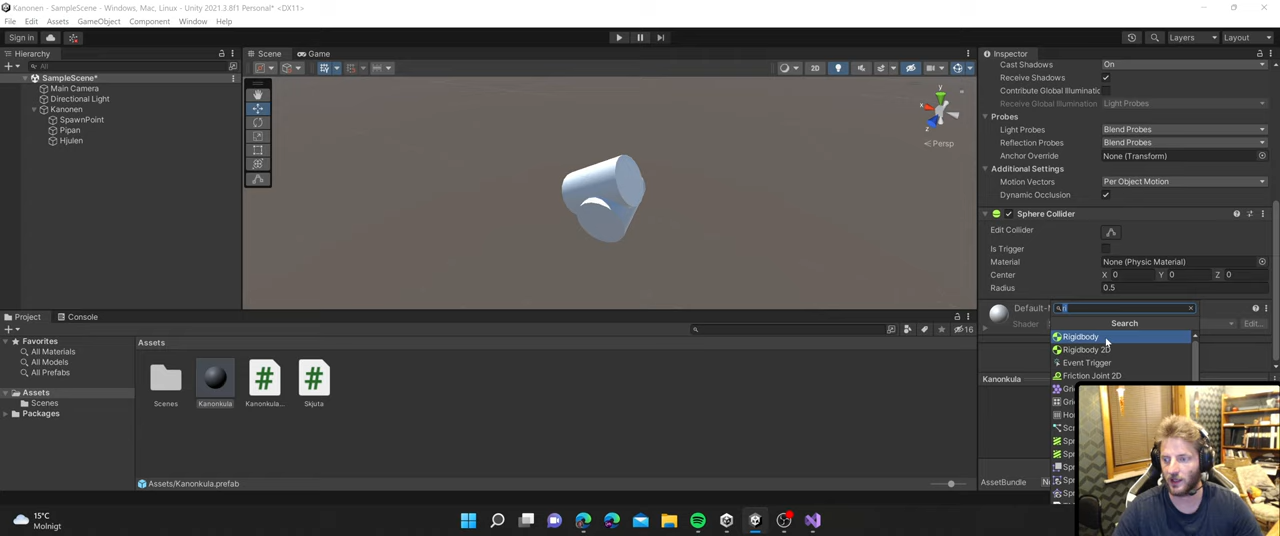 Kanonen - SampleScene - Windows, Mac, Linux - Unity 2021.3.8f1 Personal* <DX11>
File Edit Assets GameObject Component Window Help
Sign in
Layers
Layout
Hierarchy
All
SampleScene*
Main Camera
Directional Light
Kanonen
SpawnPoint
Pipan
Hjulen
Scene
Game
2D
y
x
z
Persp
Inspector
Cast Shadows On
Receive Shadows
Contribute Global Illuminatic
Receive Global Illumination Light Probes
Probes
Light Probes Blend Probes
Reflection Probes Blend Probes
Anchor Override None (Transform)
Additional Settings
Motion Vectors Per Object Motion
Dynamic Occlusion
Sphere Collider
Edit Collider
Is Trigger
Material None (Physic Material)
Center X 0 Y 0 Z 0
Radius 0.5
Default-
Shader
Edit...
Search
Rigidbody
Rigidbody 2D
Event Trigger
Friction Joint 2D
Kanonkula
AssetBundle
Project
Console
16
Favorites
All Materials
All Models
All Prefabs
Assets
Scenes
Packages
Assets
Scenes
Kanonkula
Kanonkula...
Skjuta
Assets/Kanonkula.prefab
15°C
Molnigt